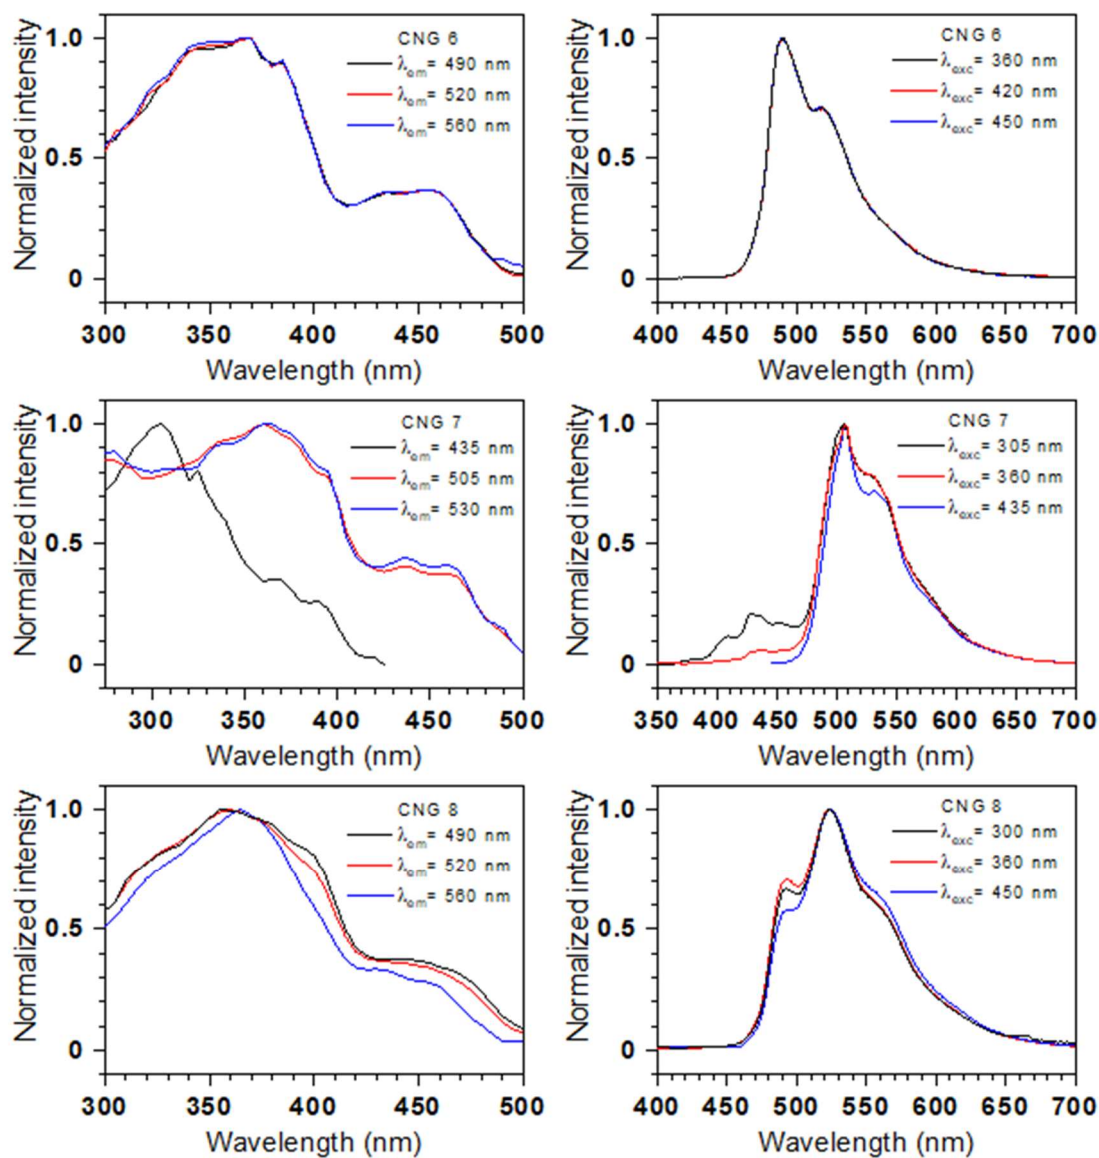 CNG 6
λem= 490 nm
λem= 520 nm
λem= 560 nm
1.0
0.5
0
Normalized intensity
300 350 400 450 500
Wavelength (nm)
CNG 6
λexc= 360 nm
λexc= 420 nm
λexc= 450 nm
1.0
0.5
0
Normalized intensity
400 450 500 550 600 650 700
Wavelength (nm)
CNG 7
λem= 435 nm
λem= 505 nm
λem= 530 nm
1.0
0.5
0
Normalized intensity
300 350 400 450 500
Wavelength (nm)
CNG 7
λexc= 305 nm
λexc= 360 nm
λexc= 435 nm
1.0
0.5
0
Normalized intensity
350 400 450 500 550 600 650 700
Wavelength (nm)
CNG 8
λem= 490 nm
λem= 520 nm
λem= 560 nm
1.0
0.5
0
Normalized intensity
300 350 400 450 500
Wavelength (nm)
CNG 8
λexc= 300 nm
λexc= 360 nm
λexc= 450 nm
1.0
0.5
0
Normalized intensity
400 450 500 550 600 650 700
Wavelength (nm)